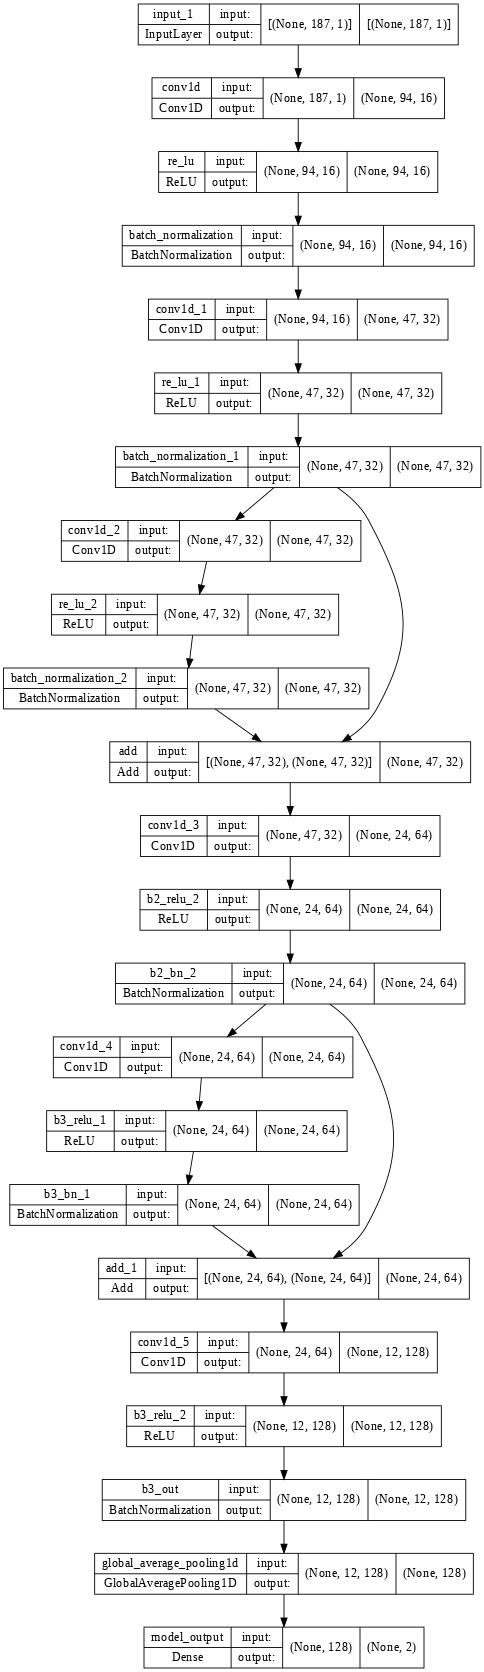 input_1 input: [(None, 187, 1)] [(None, 187, 1)]
InputLayer output:
conv1d input: (None, 187, 1) (None, 94, 16)
Conv1D output:
re_lu input: (None, 94, 16) (None, 94, 16)
ReLU output:
batch_normalization input: (None, 94, 16) (None, 94, 16)
BatchNormalization output:
conv1d_1 input: (None, 94, 16) (None, 47, 32)
Conv1D output:
re_lu_1 input: (None, 47, 32) (None, 47, 32)
ReLU output:
batch_normalization_1 input: (None, 47, 32) (None, 47, 32)
BatchNormalization output:
conv1d_2 input: (None, 47, 32) (None, 47, 32)
Conv1D output:
re_lu_2 input: (None, 47, 32) (None, 47, 32)
ReLU output:
batch_normalization_2 input: (None, 47, 32) (None, 47, 32)
BatchNormalization output:
add input: [(None, 47, 32), (None, 47, 32)] (None, 47, 32)
Add output:
conv1d_3 input: (None, 47, 32) (None, 24, 64)
Conv1D output:
b2_relu_2 input: (None, 24, 64) (None, 24, 64)
ReLU output:
b2_bn_2 input: (None, 24, 64) (None, 24, 64)
BatchNormalization output:
conv1d_4 input: (None, 24, 64) (None, 24, 64)
Conv1D output:
b3_relu_1 input: (None, 24, 64) (None, 24, 64)
ReLU output:
b3_bn_1 input: (None, 24, 64) (None, 24, 64)
BatchNormalization output:
add_1 input: [(None, 24, 64), (None, 24, 64)] (None, 24, 64)
Add output:
conv1d_5 input: (None, 24, 64) (None, 12, 128)
Conv1D output:
b3_relu_2 input: (None, 12, 128) (None, 12, 128)
ReLU output:
b3_out input: (None, 12, 128) (None, 12, 128)
BatchNormalization output:
global_average_pooling1d input: (None, 12, 128) (None, 128)
GlobalAveragePooling1D output:
model_output input: (None, 128) (None, 2)
Dense output: